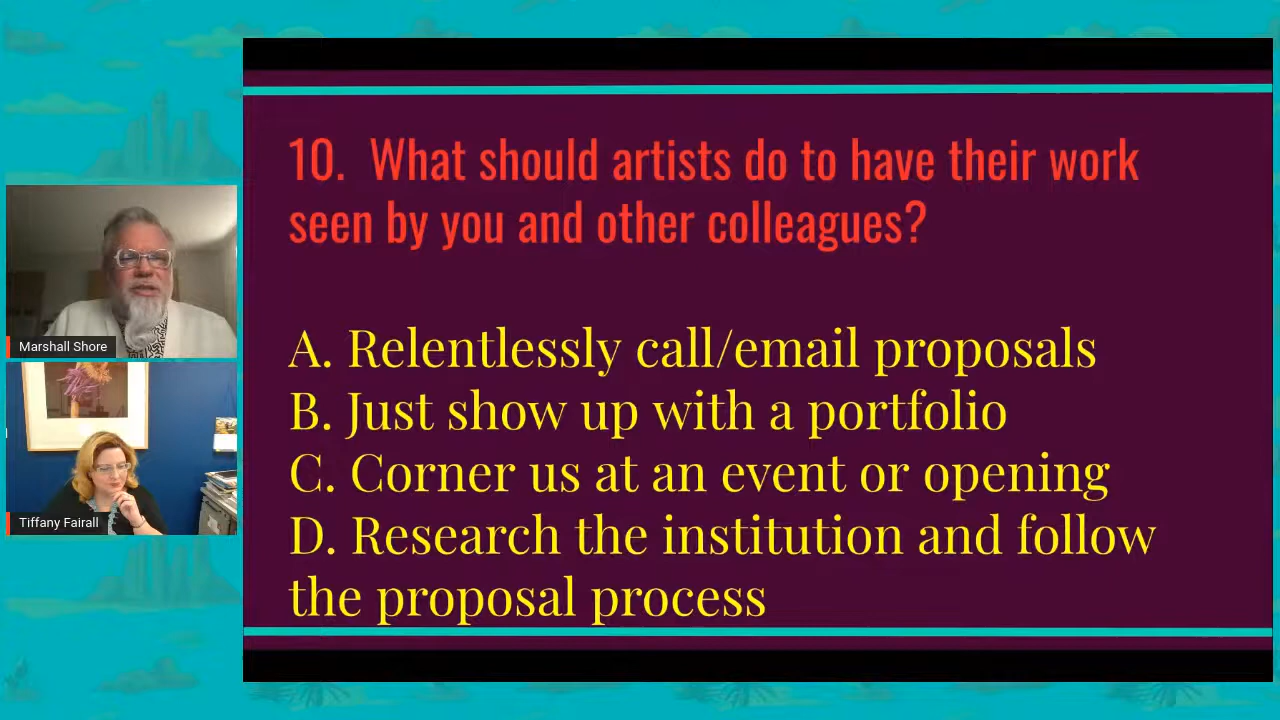 10. What should artists do to have their work
seen by you and other colleagues?
A. Relentlessly call/email proposals
B. Just show up with a portfolio
C. Corner us at an event or opening
D. Research the institution and follow
the proposal process
Marshall Shore
Tiffany Fairall